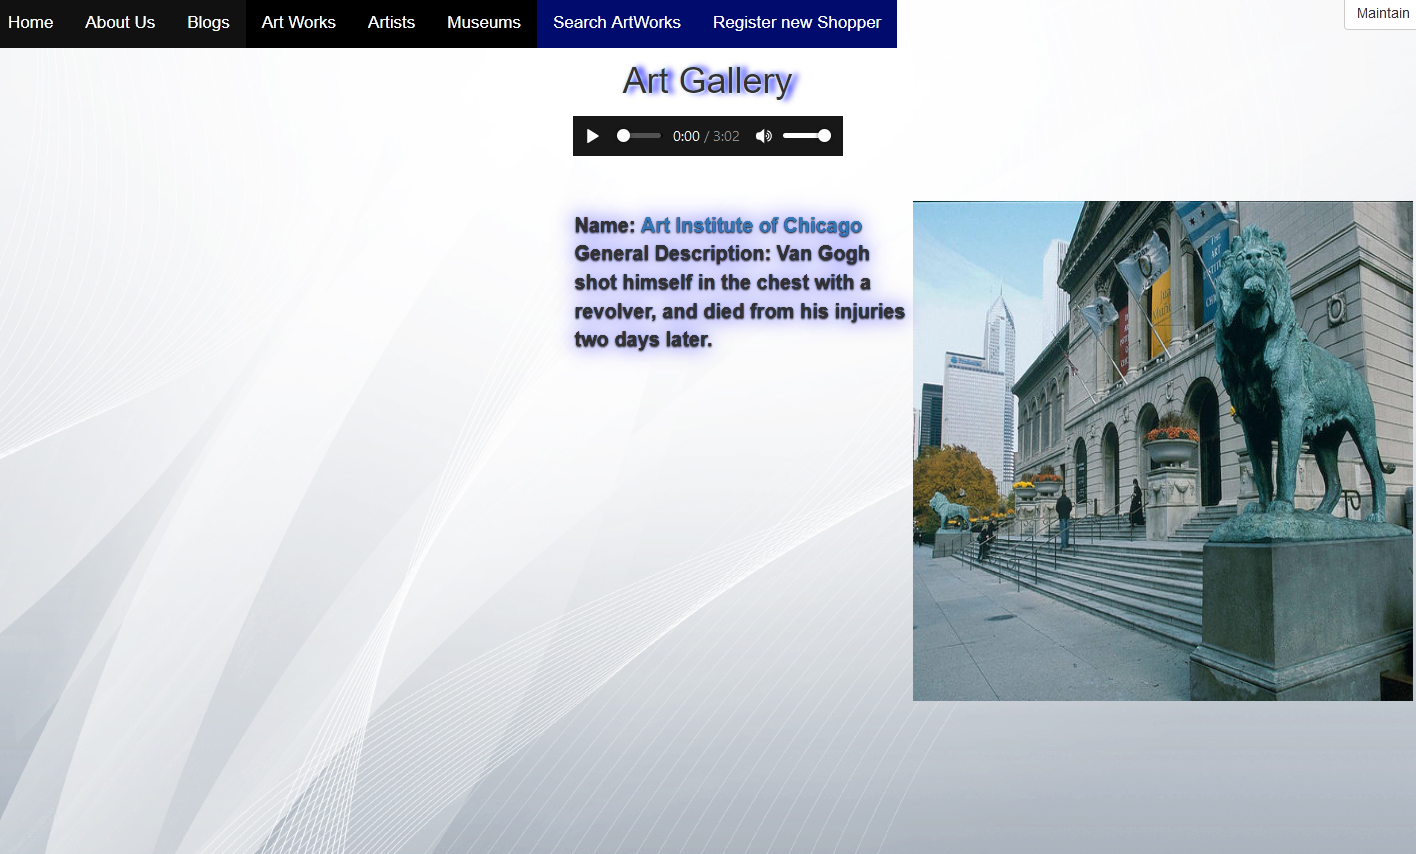 Home About Us Blogs Art Works Artists Museums Search ArtWorks Register new Shopper Maintain
Art Gallery
0:00 / 3:02
Name: Art Institute of Chicago
General Description: Van Gogh
shot himself in the chest with a
revolver, and died from his injuries
two days later.
THE
ART